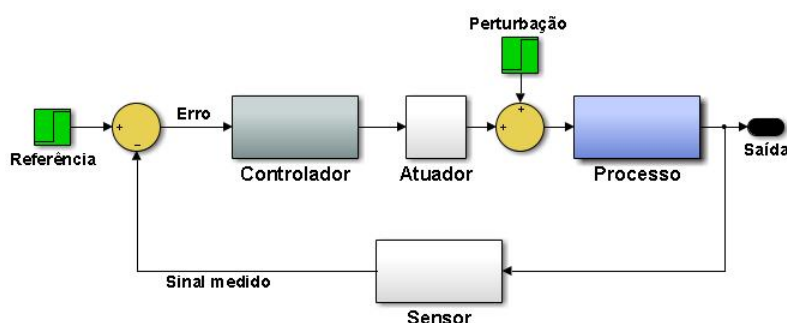 Perturbação
Erro
+
+
+
−
Referência
Controlador
Atuador
Processo
Saída
Sinal medido
Sensor